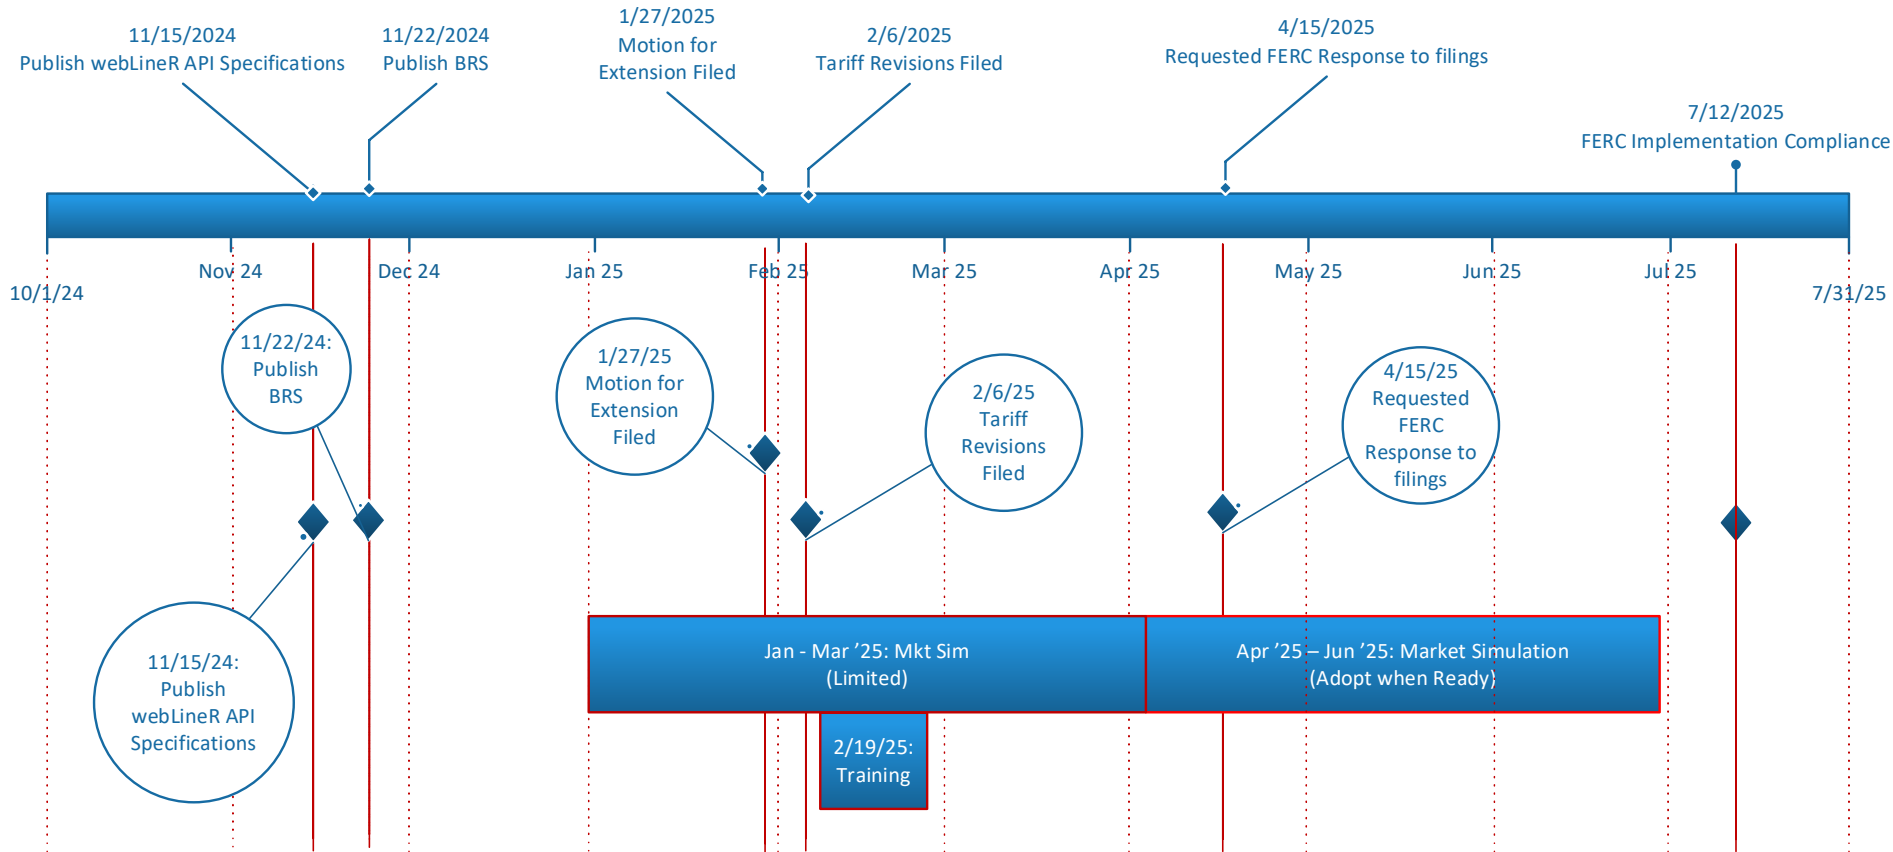 11/15/2024
Publish webLineR API Specifications
11/22/2024
Publish BRS
1/27/2025
Motion for
Extension Filed
2/6/2025
Tariff Revisions Filed
4/15/2025
Requested FERC Response to filings
7/12/2025
FERC Implementation Compliance
10/1/24
Nov 24
Dec 24
Jan 25
Feb 25
Mar 25
Apr 25
May 25
Jun 25
Jul 25
7/31/25
11/22/24:
Publish
BRS
1/27/25
Motion for
Extension
Filed
2/6/25
Tariff
Revisions
Filed
4/15/25
Requested
FERC
Response to
filings
11/15/24:
Publish
webLineR API
Specifications
Jan - Mar ’25: Mkt Sim
(Limited)
Apr ’25 – Jun ’25: Market Simulation
(Adopt when Ready)
2/19/25:
Training